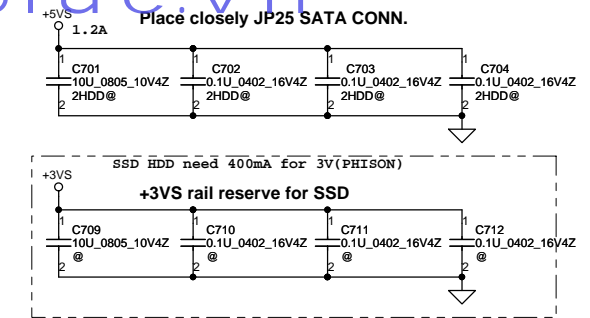 +5VS
Place closely JP25 SATA CONN.
1.2A
1 1 1 1
C701 C702 C703 C704
10U_0805_10V4Z 0.1U_0402_16V4Z 0.1U_0402_16V4Z 0.1U_0402_16V4Z
2HDD@ 2HDD@ 2HDD@ 2HDD@
2 2 2 2
SSD HDD need 400mA for 3V(PHISON)
+3VS
+3VS rail reserve for SSD
1 1 1 1
C709 C710 C711 C712
10U_0805_10V4Z 0.1U_0402_16V4Z 0.1U_0402_16V4Z 0.1U_0402_16V4Z
@ @ @ @
2 2 2 2